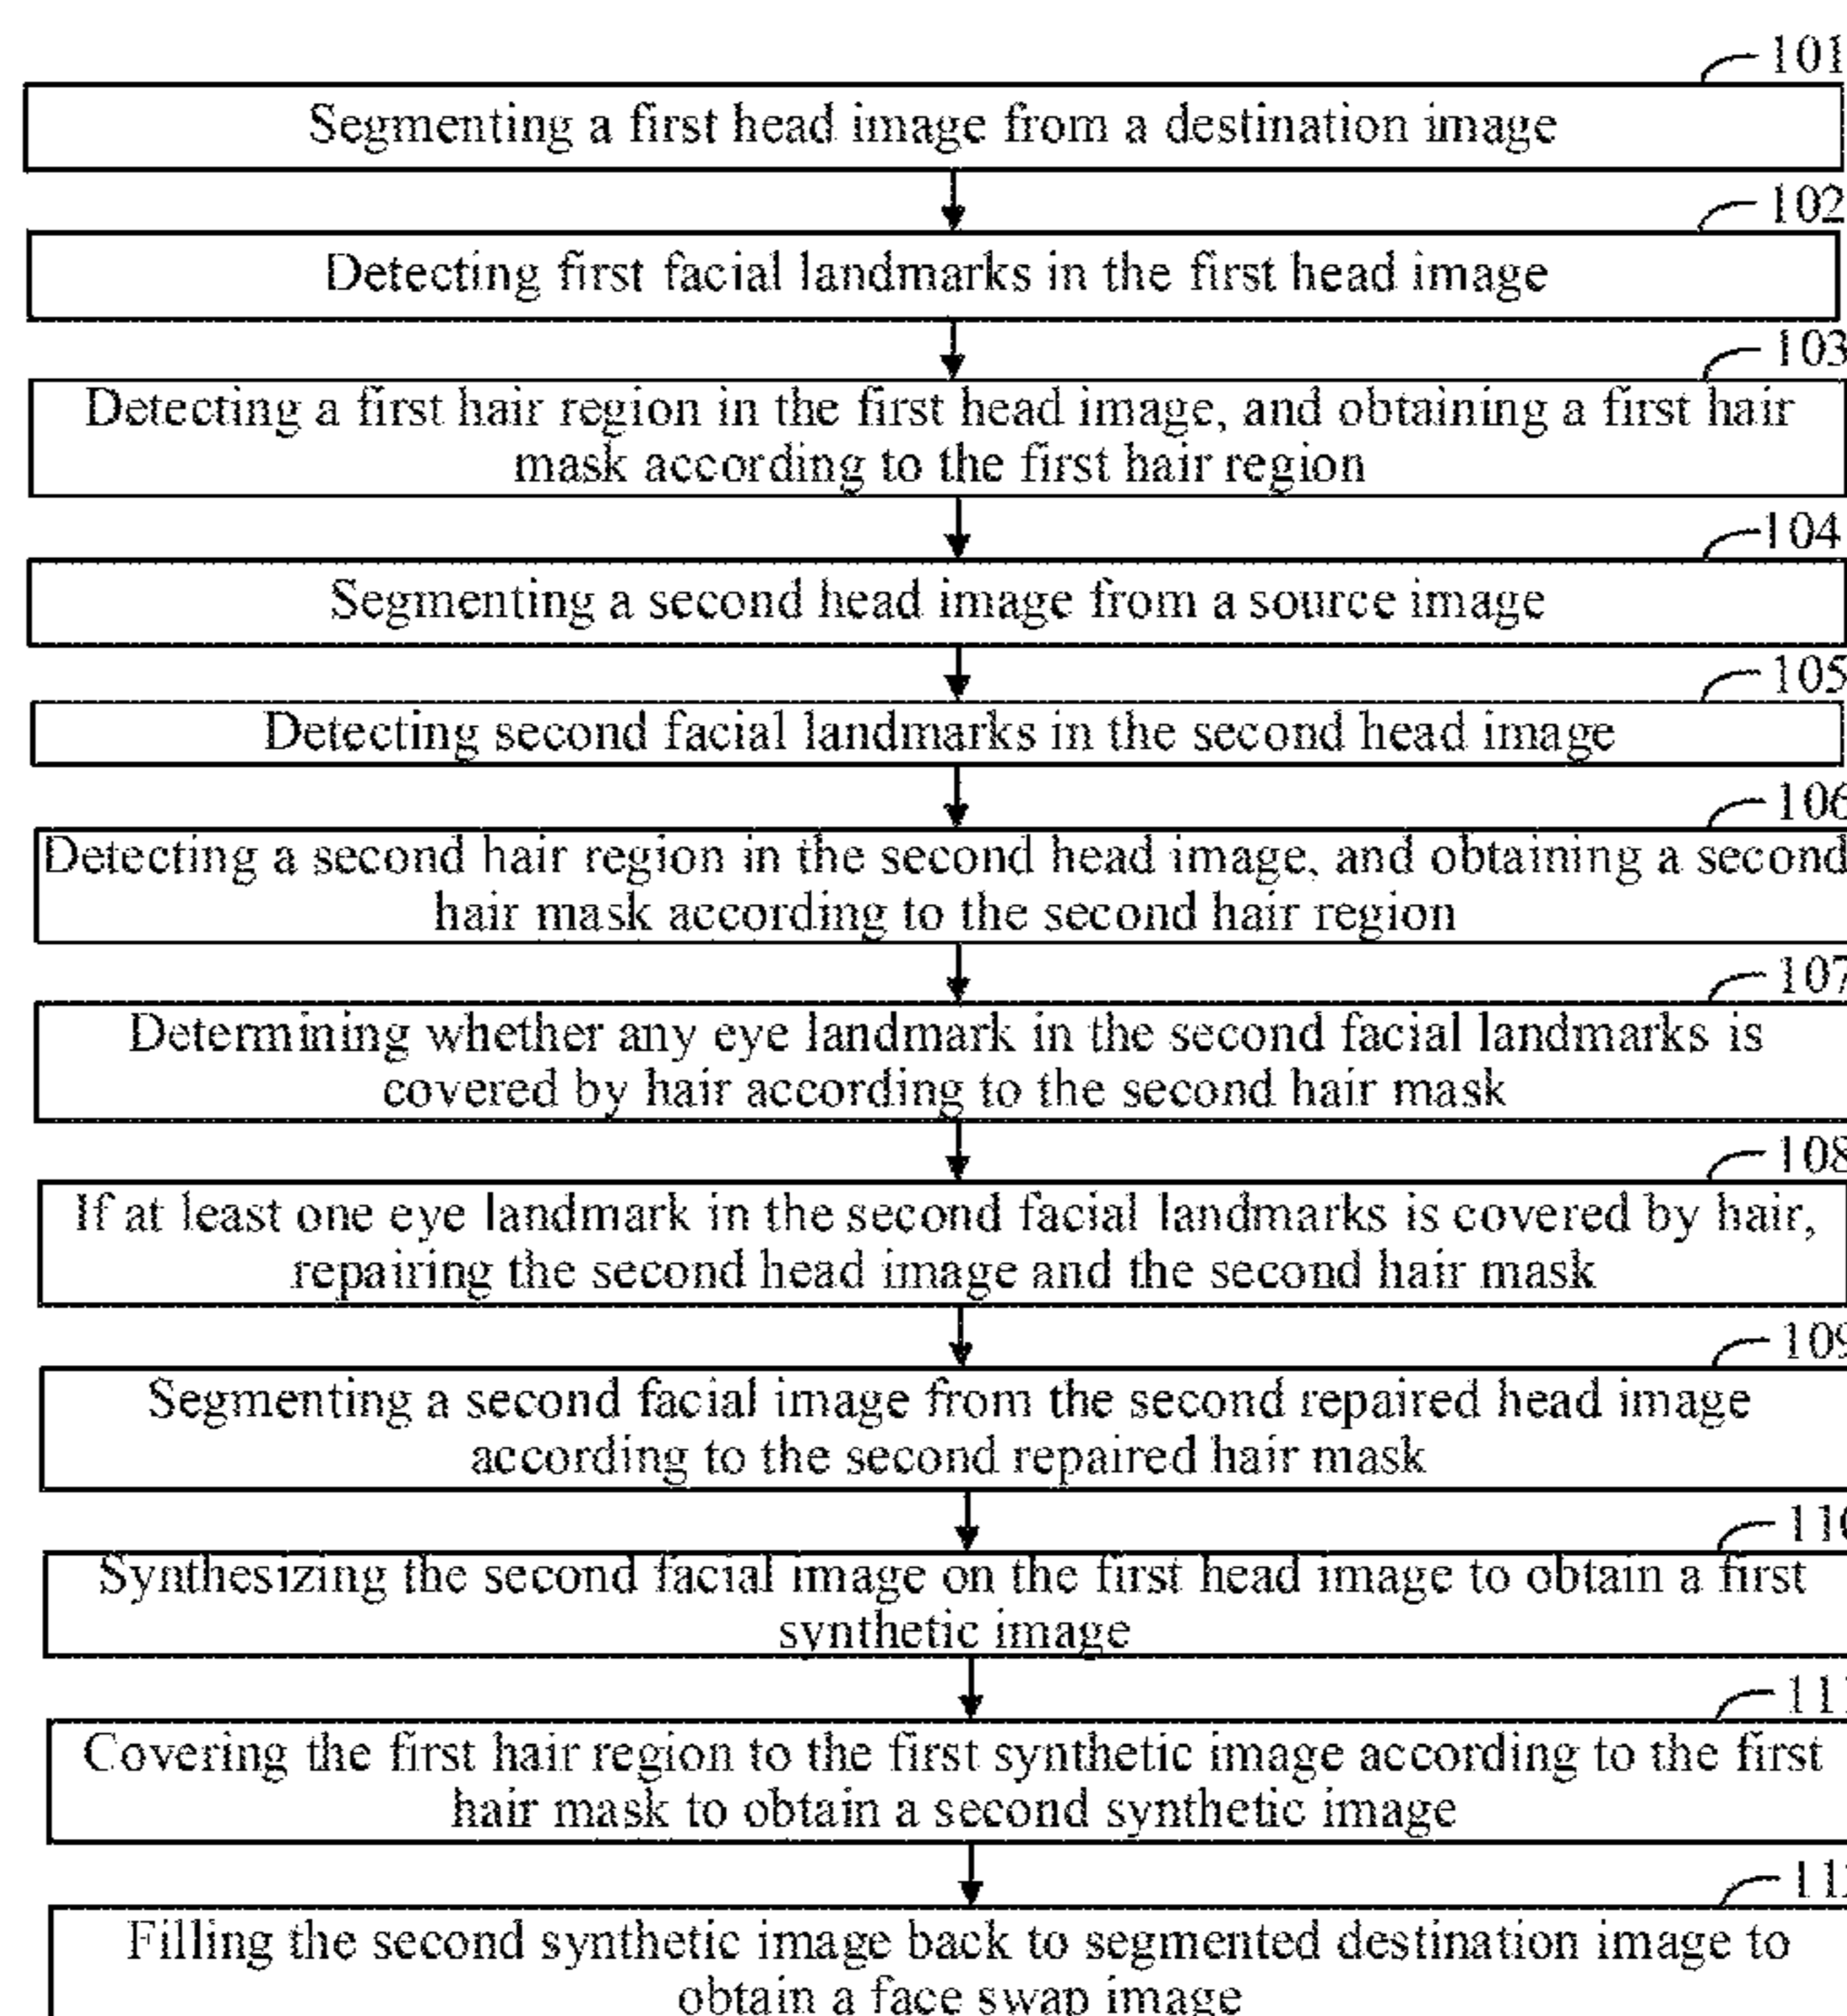 101
Segmenting a first head image from a destination image
102
Detecting first facial landmarks in the first head image
103
Detecting a first hair region in the first head image, and obtaining a first hair
mask according to the first hair region
104
Segmenting a second head image from a source image
105
Detecting second facial landmarks in the second head image
106
Detecting a second hair region in the second head image, and obtaining a second
hair mask according to the second hair region
107
Determining whether any eye landmark in the second facial landmarks is
covered by hair according to the second hair mask
108
If at least one eye landmark in the second facial landmarks is covered by hair,
repairing the second head image and the second hair mask
109
Segmenting a second facial image from the second repaired head image
according to the second repaired hair mask
110
Synthesizing the second facial image on the first head image to obtain a first
synthetic image
111
Covering the first hair region to the first synthetic image according to the first
hair mask to obtain a second synthetic image
112
Filling the second synthetic image back to segmented destination image to
obtain a face swap image